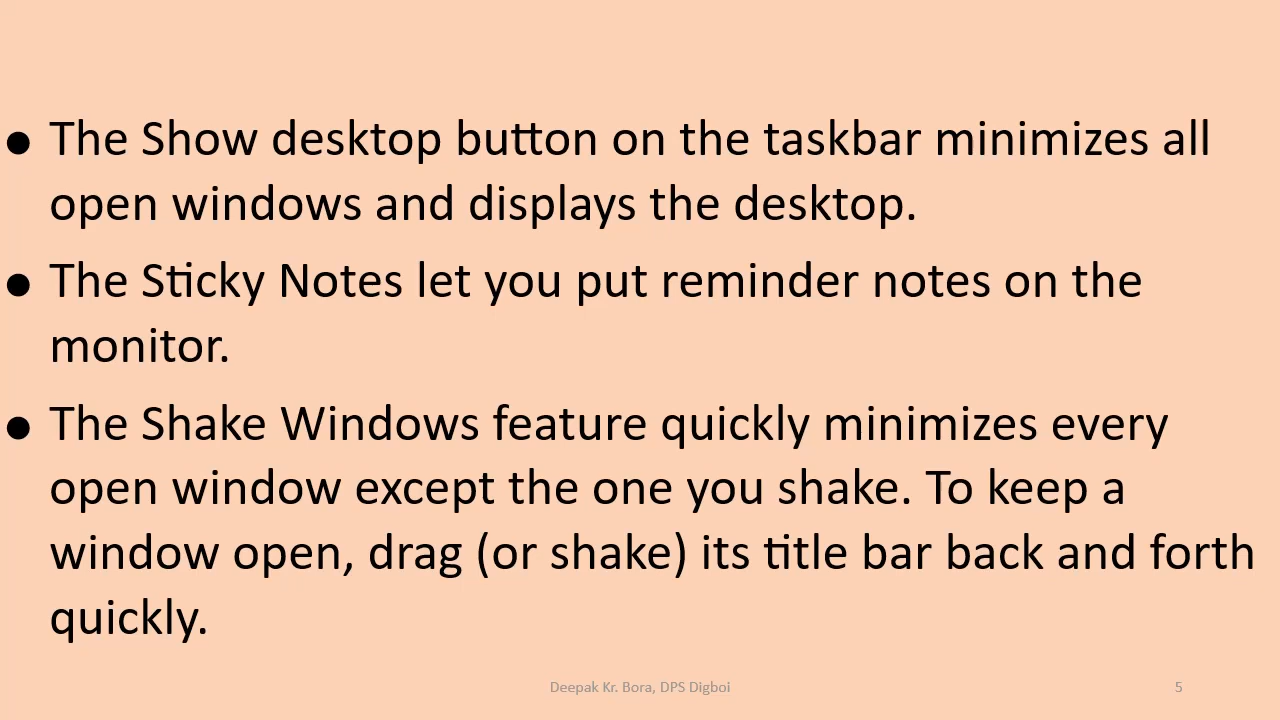 ● The Show desktop button on the taskbar minimizes all
open windows and displays the desktop.
● The Sticky Notes let you put reminder notes on the
monitor.
● The Shake Windows feature quickly minimizes every
open window except the one you shake. To keep a
window open, drag (or shake) its title bar back and forth
quickly.
Deepak Kr. Bora, DPS Digboi
5